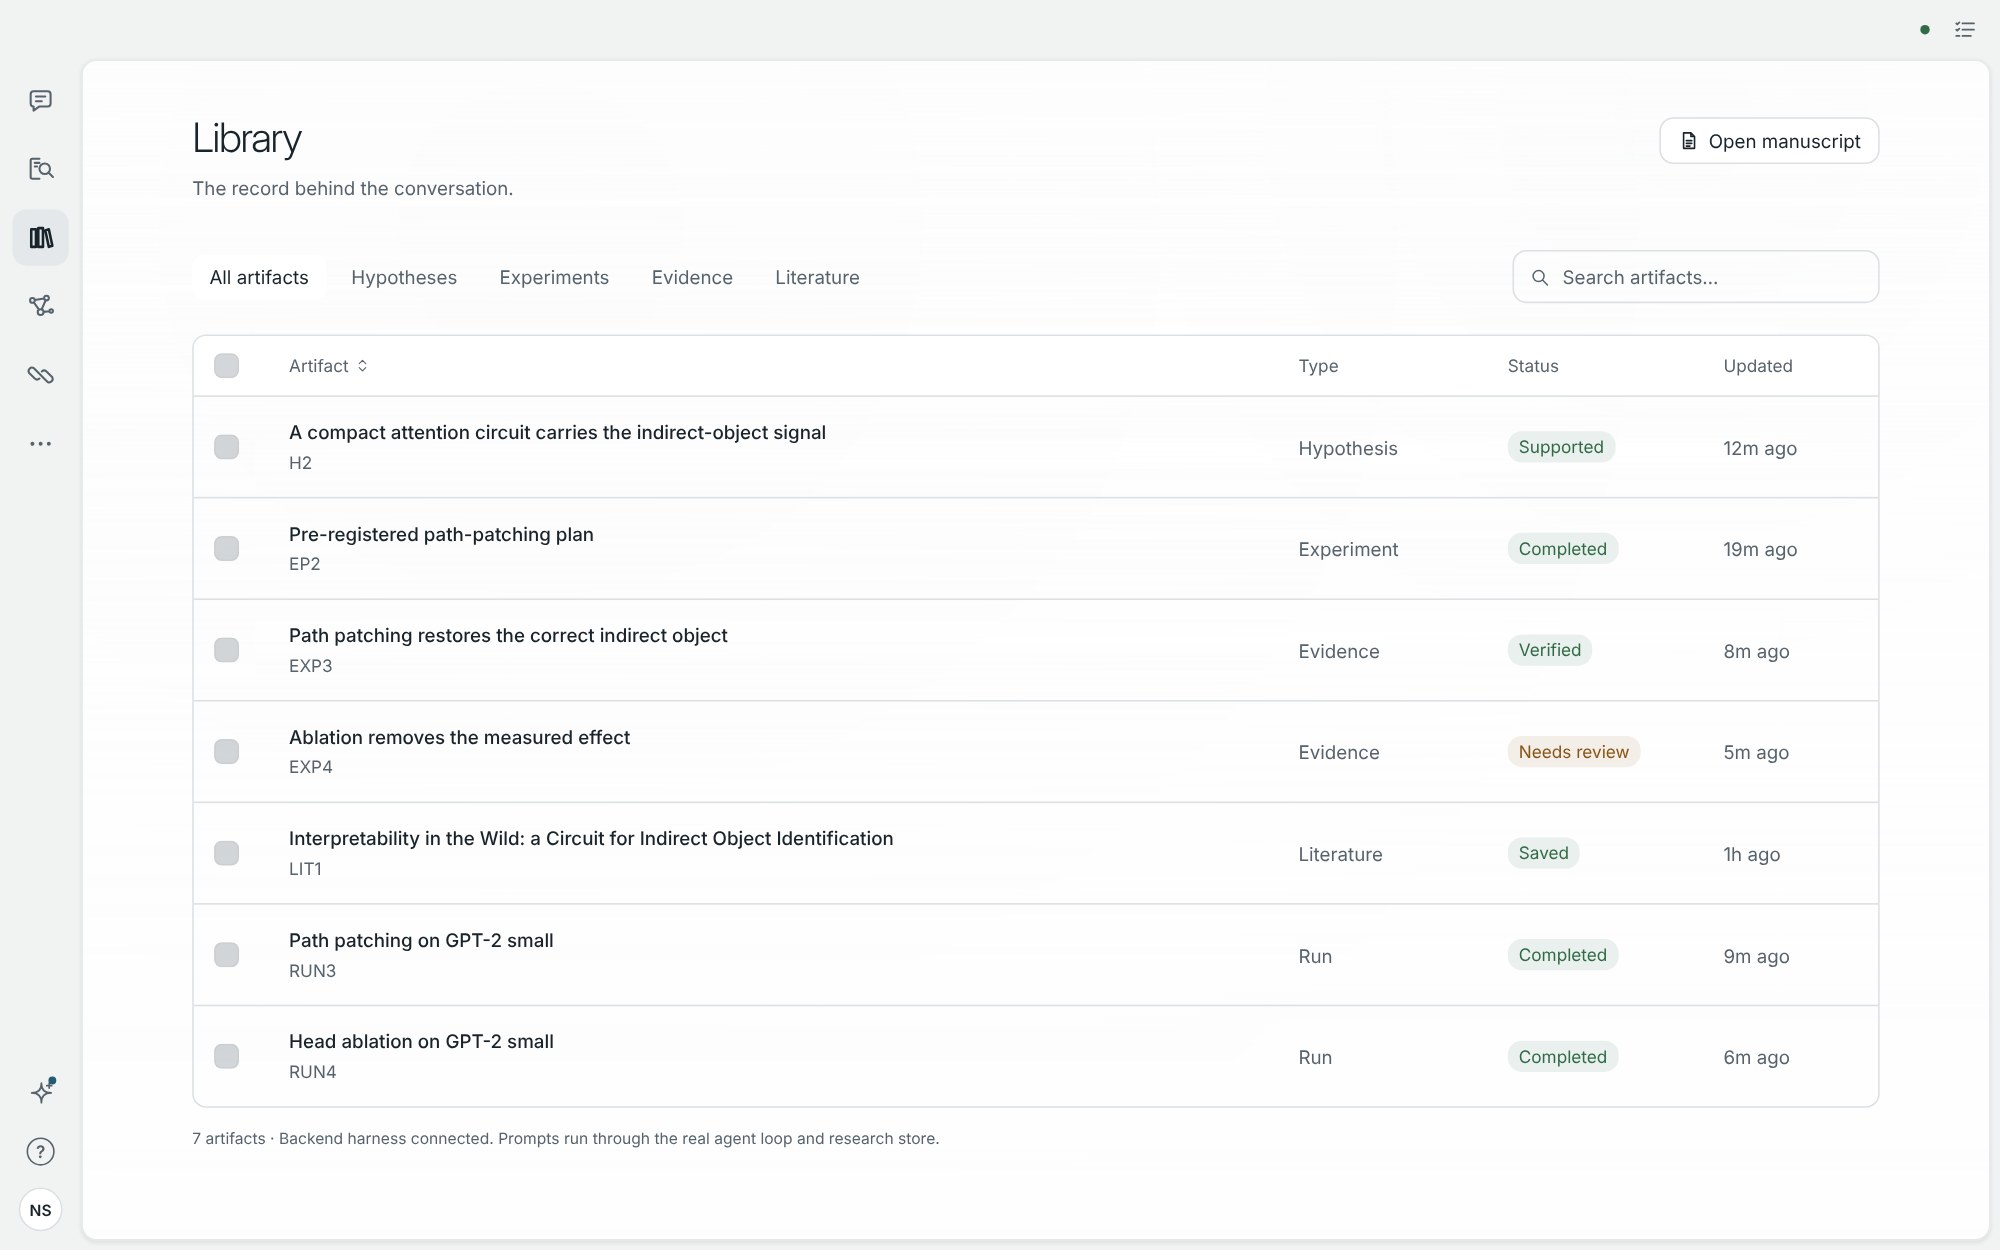 Library
Open manuscript
The record behind the conversation.
All artifacts Hypotheses Experiments Evidence Literature
Search artifacts...
Artifact Type Status Updated
A compact attention circuit carries the indirect-object signal
H2
Hypothesis Supported 12m ago
Pre-registered path-patching plan
EP2
Experiment Completed 19m ago
Path patching restores the correct indirect object
EXP3
Evidence Verified 8m ago
Ablation removes the measured effect
EXP4
Evidence Needs review 5m ago
Interpretability in the Wild: a Circuit for Indirect Object Identification
LIT1
Literature Saved 1h ago
Path patching on GPT-2 small
RUN3
Run Completed 9m ago
Head ablation on GPT-2 small
RUN4
Run Completed 6m ago
7 artifacts · Backend harness connected. Prompts run through the real agent loop and research store.
?
NS